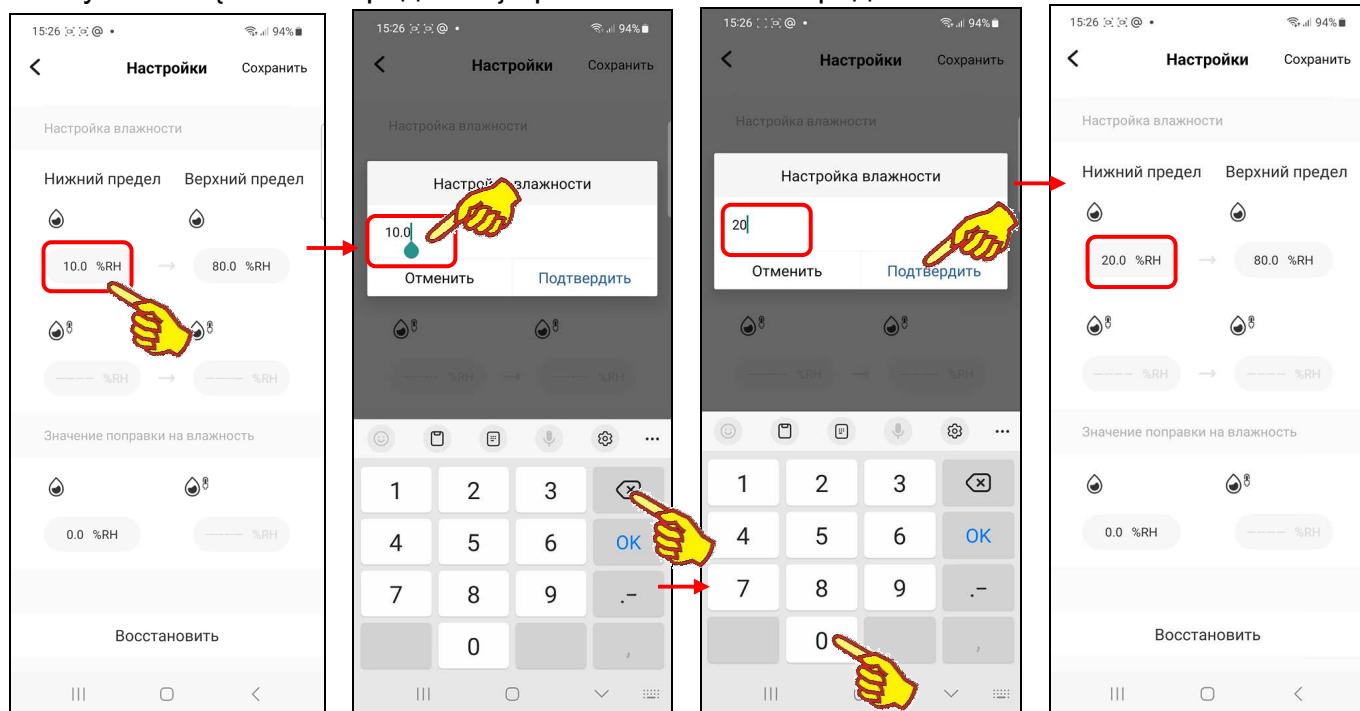 15:26 @ • 94%
Настройки Сохранить
Настройка влажности
Нижний предел Верхний предел
10.0 %RH → 80.0 %RH
---- %RH → ---- %RH
Значение поправки на влажность
0.0 %RH ---- %RH
Восстановить
15:26 @ • 94%
Настройки Сохранить
Настройка влажности
Настройка влажности
10.0
Отменить Подтвердить
---- %RH → ---- %RH
1 2 3
4 5 6 OK
7 8 9 .-
0 ,
15:26 @ • 94%
Настройки Сохранить
Настройка влажности
Настройка влажности
20
Отменить Подтвердить
---- %RH → ---- %RH
1 2 3
4 5 6 OK
7 8 9 .-
0 ,
15:26 @ • 94%
Настройки Сохранить
Настройка влажности
Нижний предел Верхний предел
20.0 %RH → 80.0 %RH
---- %RH → ---- %RH
Значение поправки на влажность
0.0 %RH ---- %RH
Восстановить